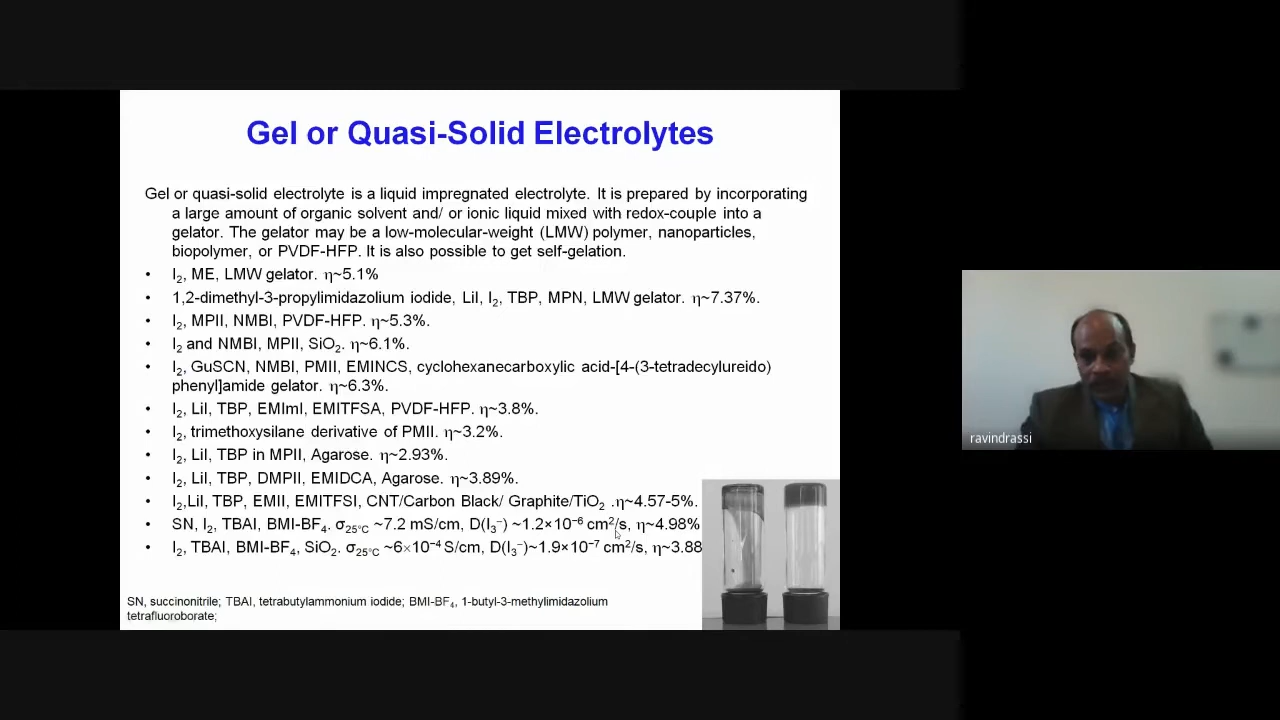 Gel or Quasi-Solid Electrolytes
Gel or quasi-solid electrolyte is a liquid impregnated electrolyte. It is prepared by incorporating
a large amount of organic solvent and/ or ionic liquid mixed with redox-couple into a
gelator. The gelator may be a low-molecular-weight (LMW) polymer, nanoparticles,
biopolymer, or PVDF-HFP. It is also possible to get self-gelation.
• I₂, ME, LMW gelator. η~5.1%
• 1,2-dimethyl-3-propylimidazolium iodide, LiI, I₂, TBP, MPN, LMW gelator. η~7.37%.
• I₂, MPII, NMBI, PVDF-HFP. η~5.3%.
• I₂ and NMBI, MPII, SiO₂. η~6.1%.
• I₂, GuSCN, NMBI, PMII, EMINCS, cyclohexanecarboxylic acid-[4-(3-tetradecylureido)
phenyl]amide gelator. η~6.3%.
• I₂, LiI, TBP, EMImI, EMITFSA, PVDF-HFP. η~3.8%.
• I₂, trimethoxysilane derivative of PMII. η~3.2%.
• I₂, LiI, TBP in MPII, Agarose. η~2.93%.
• I₂, LiI, TBP, DMPII, EMIDCA, Agarose. η~3.89%.
• I₂,LiI, TBP, EMII, EMITFSI, CNT/Carbon Black/ Graphite/TiO₂ .η~4.57-5%.
• SN, I₂, TBAI, BMI-BF₄. σ₂₅°C ~7.2 mS/cm, D(I₃⁻) ~1.2×10⁻⁶ cm²/s, η~4.98%
• I₂, TBAI, BMI-BF₄, SiO₂. σ₂₅°C ~6×10⁻⁴ S/cm, D(I₃⁻)~1.9×10⁻⁷ cm²/s, η~3.88
SN, succinonitrile; TBAI, tetrabutylammonium iodide; BMI-BF₄, 1-butyl-3-methylimidazolium
tetrafluoroborate;
ravindrassi